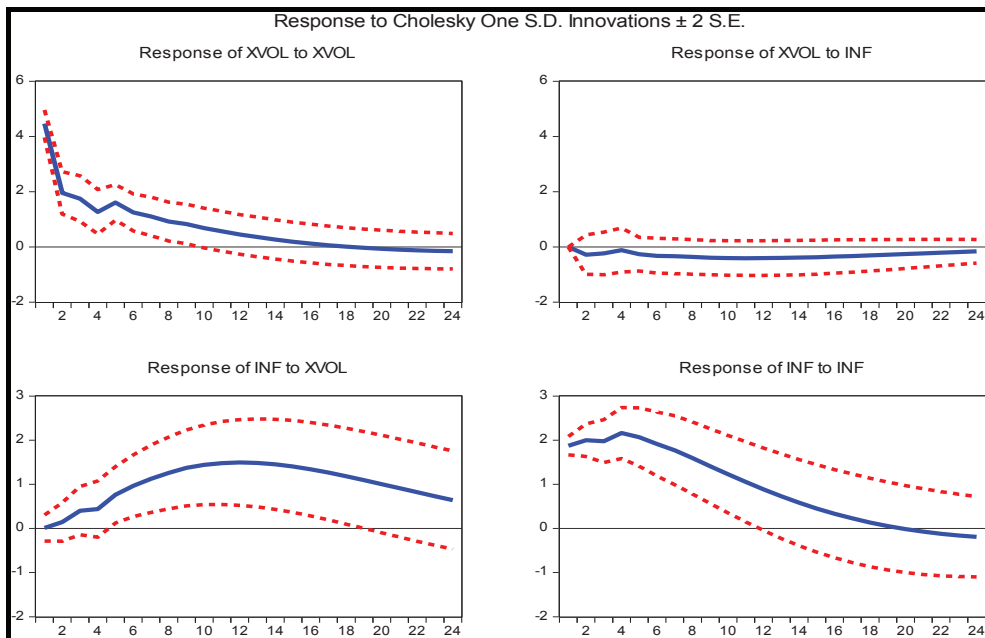 Response to Cholesky One S.D. Innovations ± 2 S.E.
Response of XVOL to XVOL
6
4
2
0
-2
2 4 6 8 10 12 14 16 18 20 22 24
Response of XVOL to INF
6
4
2
0
-2
2 4 6 8 10 12 14 16 18 20 22 24
Response of INF to XVOL
3
2
1
0
-1
-2
2 4 6 8 10 12 14 16 18 20 22 24
Response of INF to INF
3
2
1
0
-1
-2
2 4 6 8 10 12 14 16 18 20 22 24